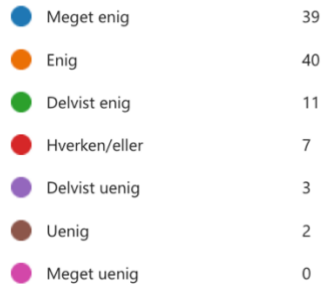 Meget enig 39
Enig 40
Delvist enig 11
Hverken/eller 7
Delvist uenig 3
Uenig 2
Meget uenig 0